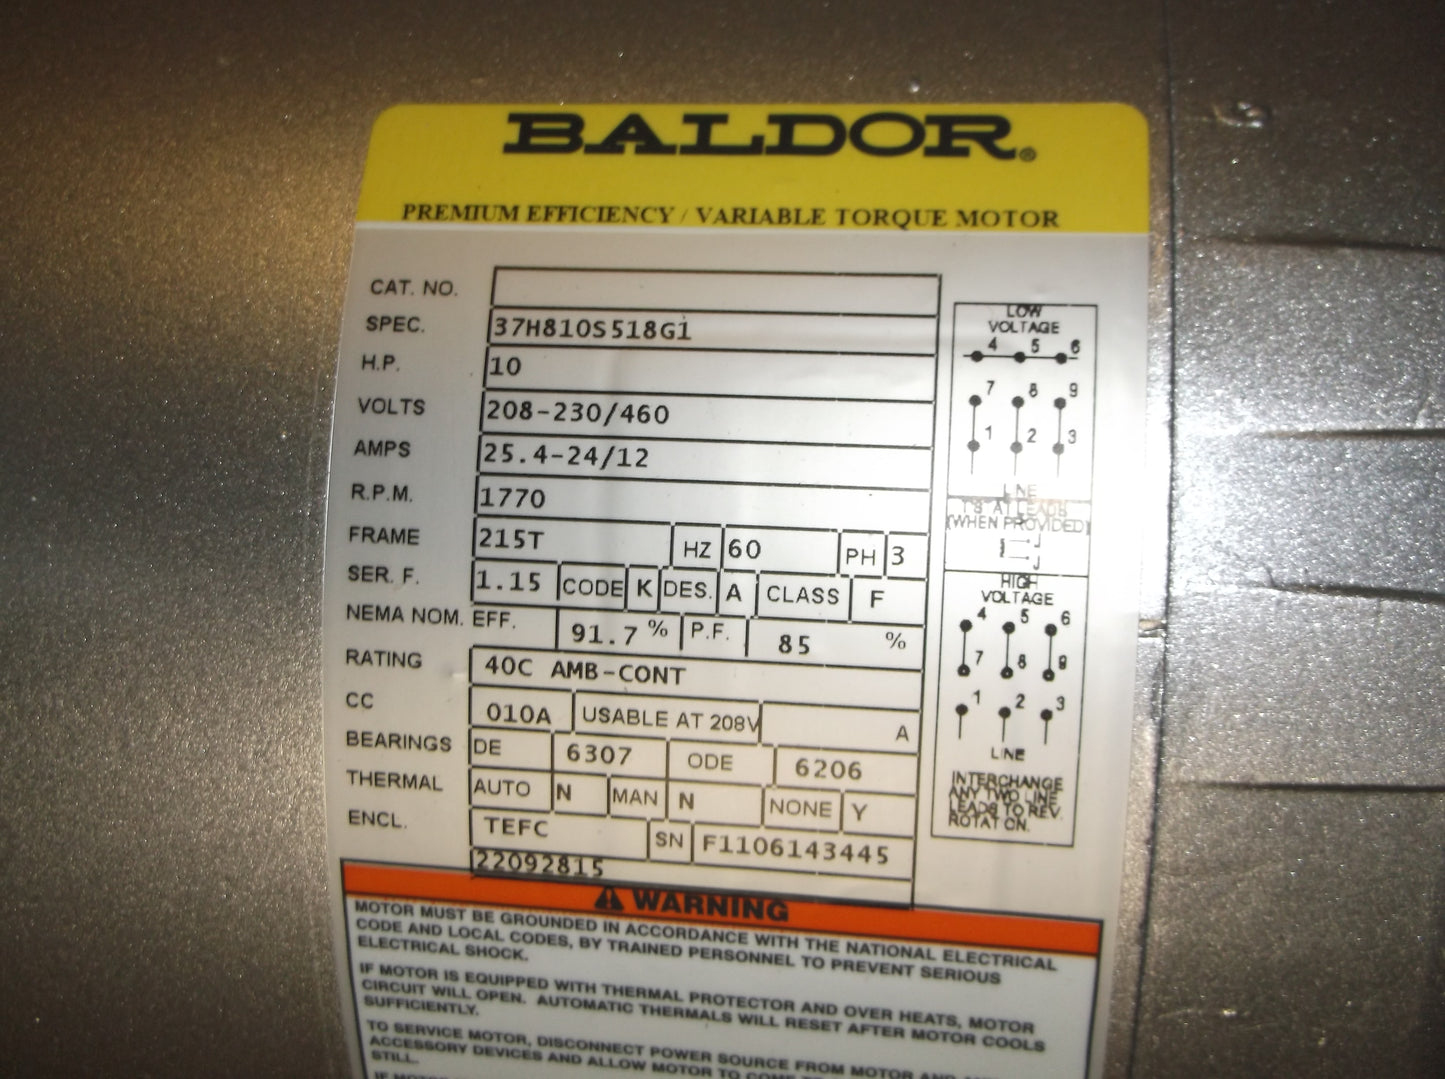 BALDOR®
PREMIUM EFFICIENCY / VARIABLE TORQUE MOTOR
CAT. NO.
SPEC. 37H810S518G1
H.P. 10
VOLTS 208-230/460
AMPS 25.4-24/12
R.P.M. 1770
FRAME 215T HZ 60 PH 3
SER. F. 1.15 CODE K DES. A CLASS F
NEMA NOM. EFF. 91.7 % P.F. 85 %
RATING 40C AMB-CONT
CC 010A USABLE AT 208V A
BEARINGS DE 6307 ODE 6206
THERMAL AUTO N MAN N NONE Y
ENCL. TEFC SN F1106143445
22092815
LOW
VOLTAGE
4 5 6
7 8 9
1 2 3
LINE
(WHEN PROVIDED)
J
J
HIGH
VOLTAGE
4 5 6
7 8 9
1 2 3
LINE
INTERCHANGE
ANY TWO LINE
LEADS TO REV.
ROTATON.
⚠ WARNING
MOTOR MUST BE GROUNDED IN ACCORDANCE WITH THE NATIONAL ELECTRICAL
CODE AND LOCAL CODES, BY TRAINED PERSONNEL TO PREVENT SERIOUS
ELECTRICAL SHOCK.
IF MOTOR IS EQUIPPED WITH THERMAL PROTECTOR AND OVER HEATS, MOTOR
CIRCUIT WILL OPEN. AUTOMATIC THERMALS WILL RESET AFTER MOTOR COOLS
SUFFICIENTLY.
TO SERVICE MOTOR, DISCONNECT POWER SOURCE FROM MOTOR AND
ACCESSORY DEVICES AND ALLOW MOTOR TO COME
STILL.